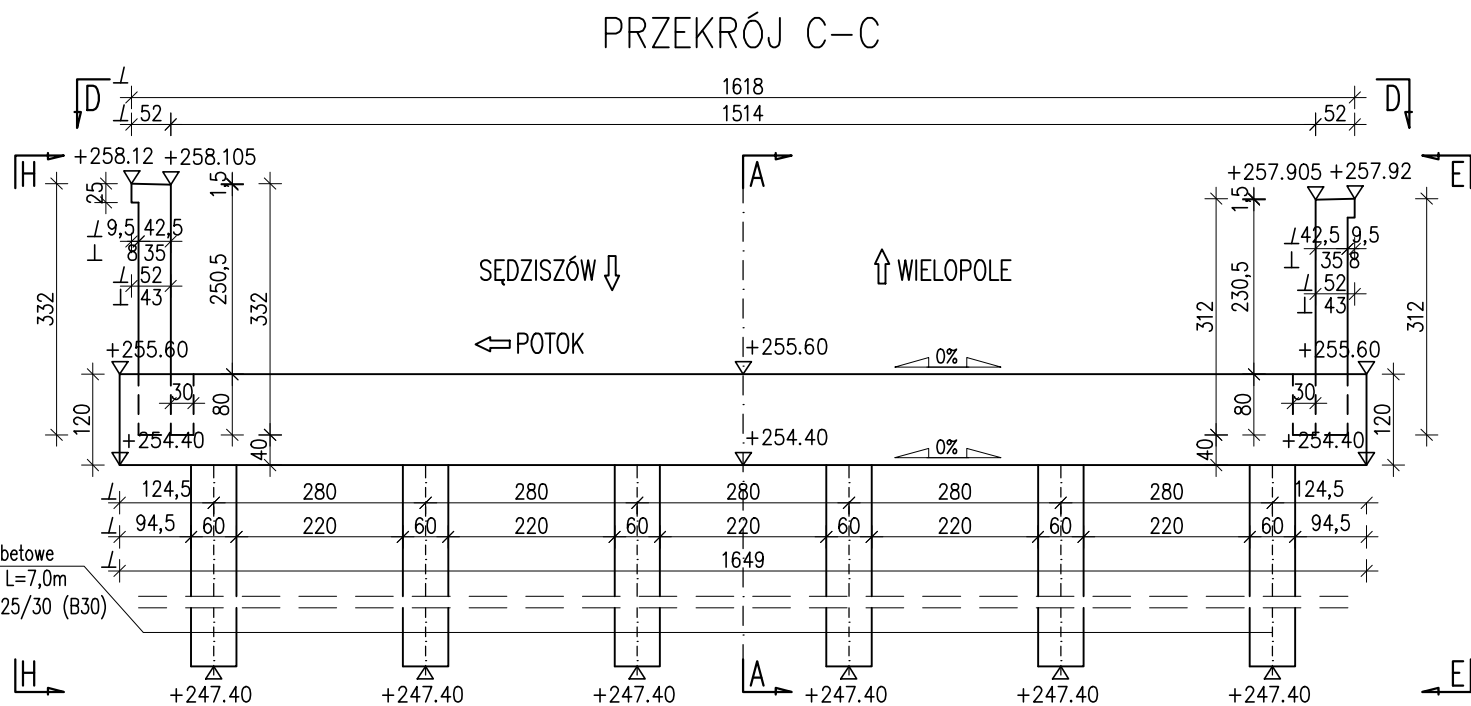 PRZEKRÓJ C-C
D
⊥
1618
D
⊥ 52
1514
52
H
+258.12
+258.105
A
+257.905
+257.92
E
25
1,5
1,5
⊥ 9,5 42,5
⊥ 8 35
⊥ 52
⊥ 43
332
250,5
332
SĘDZISZÓW
WIELOPOLE
⊥ 42,5 9,5
⊥ 35 8
⊥ 52
⊥ 43
312
230,5
312
POTOK
+255.60
+255.60
0%
+255.60
120
30
80
30
80
120
+254.40
40
+254.40
0%
40
+254.40
⊥ 124,5 280 280 280 280 280 124,5
⊥ 94,5 60 220 60 220 60 220 60 220 60 220 60 94,5
⊥ 1649
betowe
L=7,0m
25/30 (B30)
H
A
E
+247.40 +247.40 +247.40 +247.40 +247.40 +247.40